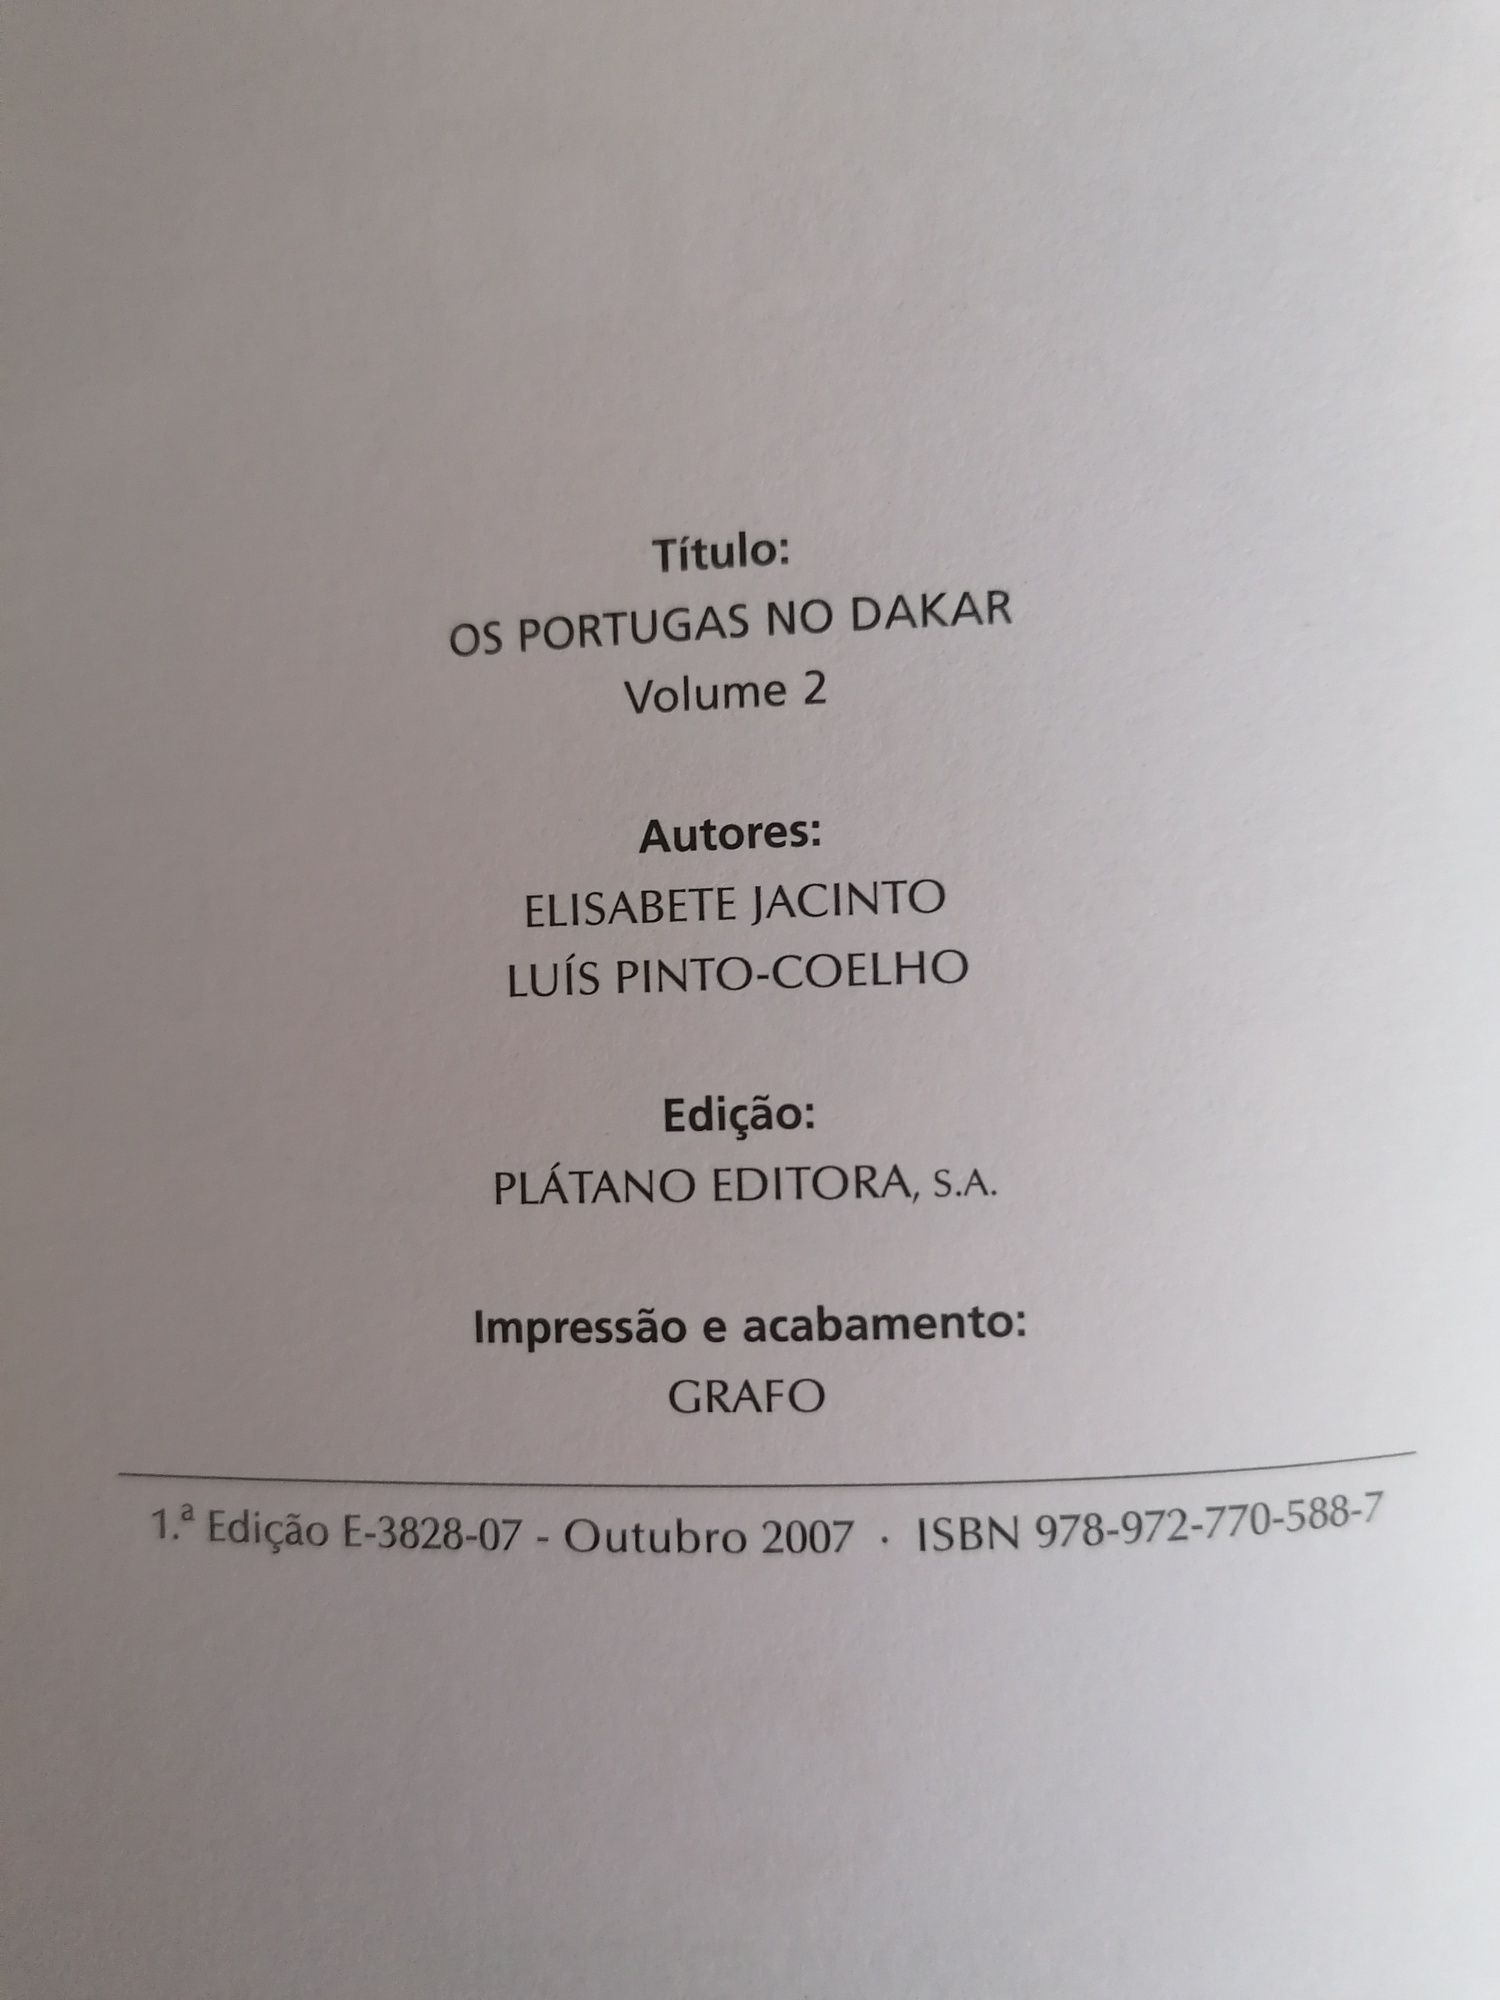 Título:
OS PORTUGAS NO DAKAR
Volume 2
Autores:
ELISABETE JACINTO
LUÍS PINTO-COELHO
Edição:
PLÁTANO EDITORA, S.A.
Impressão e acabamento:
GRAFO
1.ª Edição E-3828-07 - Outubro 2007 · ISBN 978-972-770-588-7